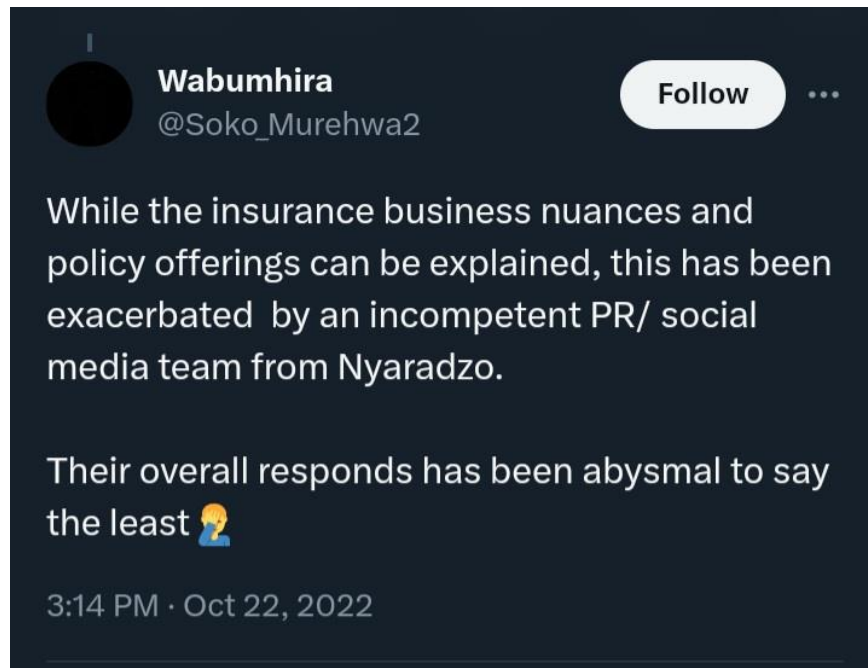 Wabumhira
Follow
@Soko_Murehwa2
While the insurance business nuances and
policy offerings can be explained, this has been
exacerbated  by an incompetent PR/ social
media team from Nyaradzo.
Their overall responds has been abysmal to say
the least 🤦‍♂️
3:14 PM · Oct 22, 2022